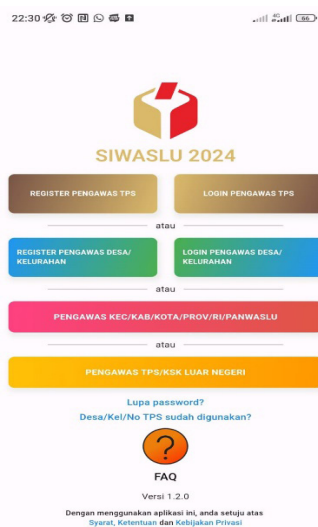 22:30
4G
66
SIWASLU 2024
REGISTER PENGAWAS TPS
LOGIN PENGAWAS TPS
atau
REGISTER PENGAWAS DESA/
KELURAHAN
LOGIN PENGAWAS DESA/
KELURAHAN
atau
PENGAWAS KEC/KAB/KOTA/PROV/RI/PANWASLU
atau
PENGAWAS TPS/KSK LUAR NEGERI
Lupa password?
Desa/Kel/No TPS sudah digunakan?
?
FAQ
Versi 1.2.0
Dengan menggunakan aplikasi ini, anda setuju atas
Syarat, Ketentuan dan Kebijakan Privasi